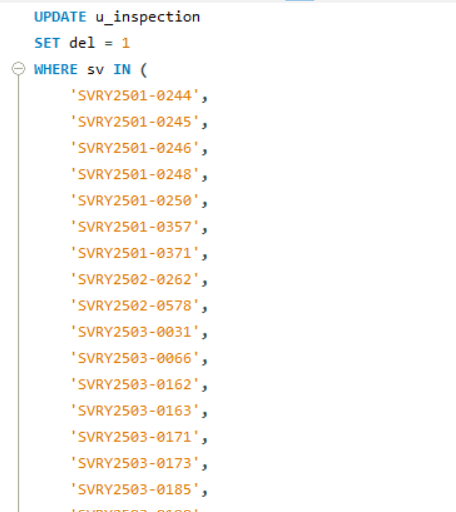 UPDATE u_inspection
SET del = 1
WHERE sv IN (
'SVRY2501-0244',
'SVRY2501-0245',
'SVRY2501-0246',
'SVRY2501-0248',
'SVRY2501-0250',
'SVRY2501-0357',
'SVRY2501-0371',
'SVRY2502-0262',
'SVRY2502-0578',
'SVRY2503-0031',
'SVRY2503-0066',
'SVRY2503-0162',
'SVRY2503-0163',
'SVRY2503-0171',
'SVRY2503-0173',
'SVRY2503-0185',